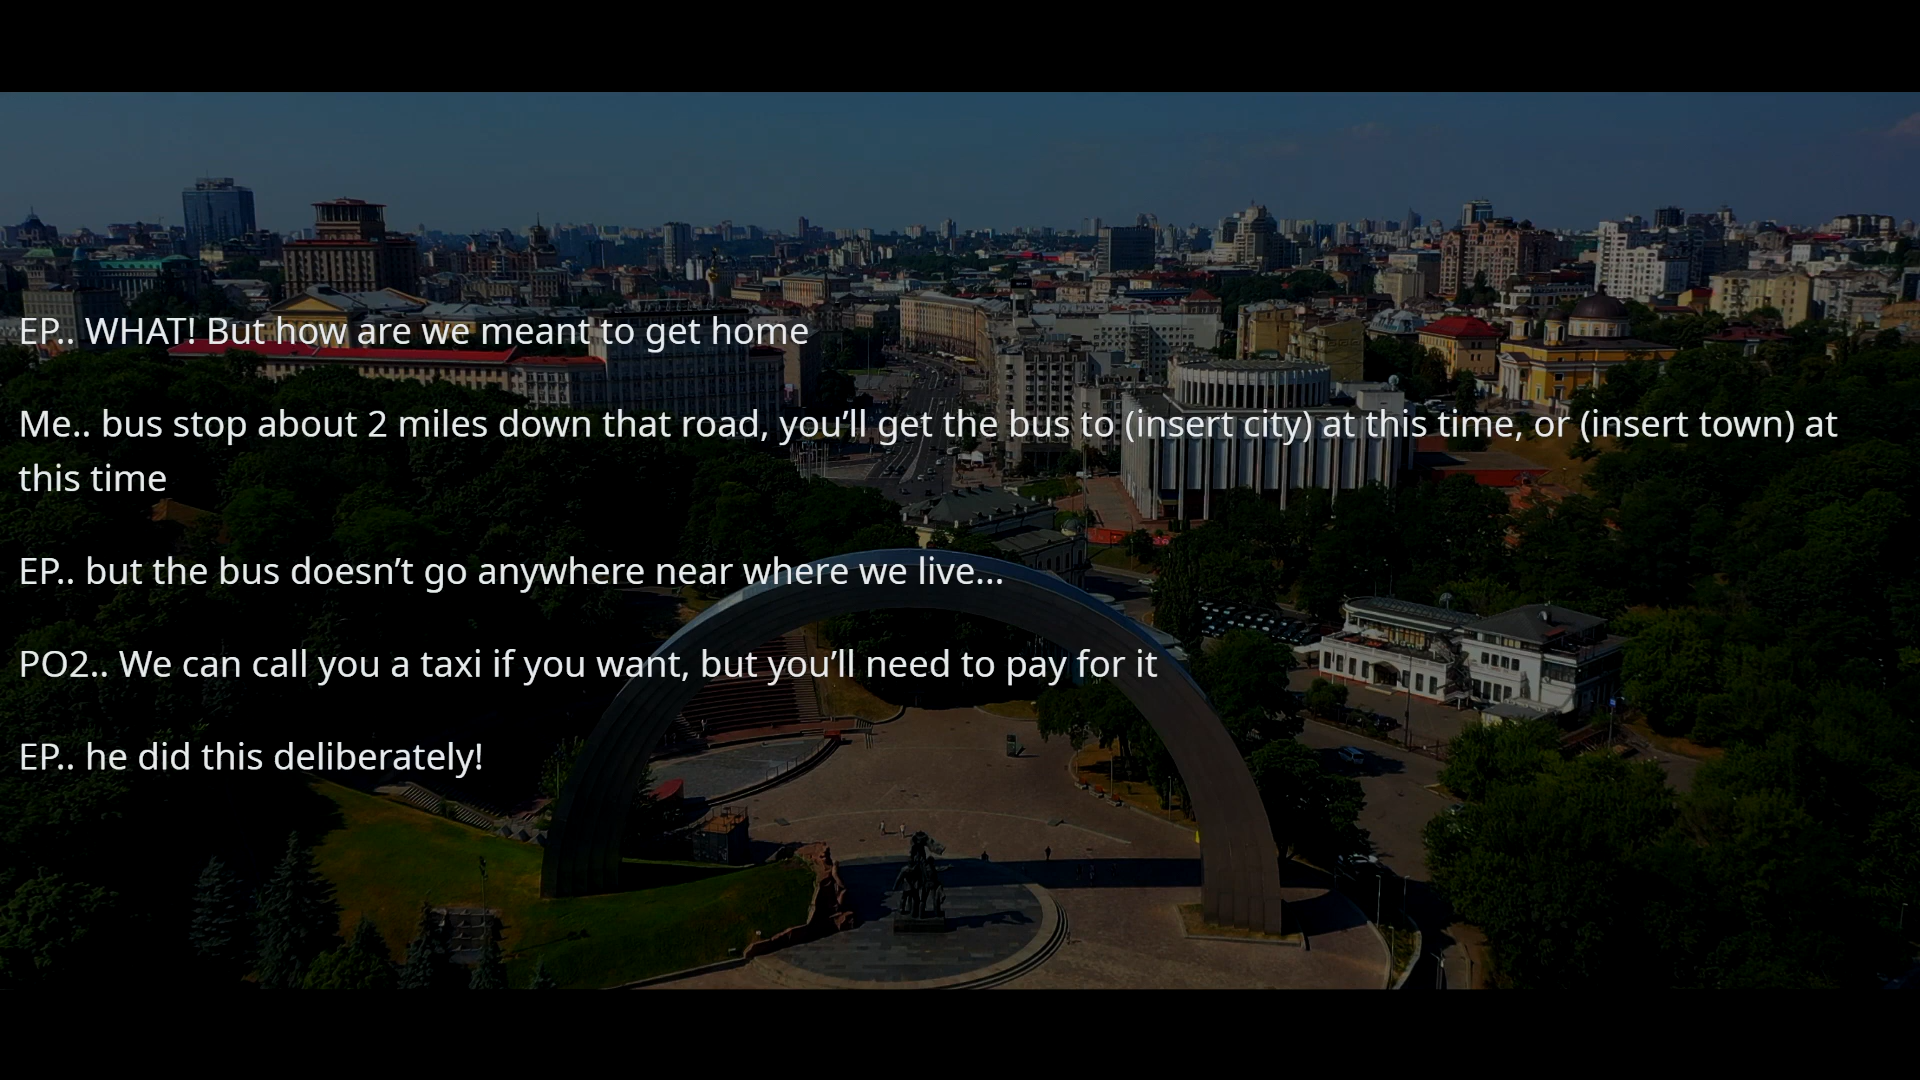 EP.. WHAT! But how are we meant to get home
Me.. bus stop about 2 miles down that road, you’ll get the bus to (insert city) at this time, or (insert town) at
this time
EP.. but the bus doesn’t go anywhere near where we live...
PO2.. We can call you a taxi if you want, but you’ll need to pay for it
EP.. he did this deliberately!